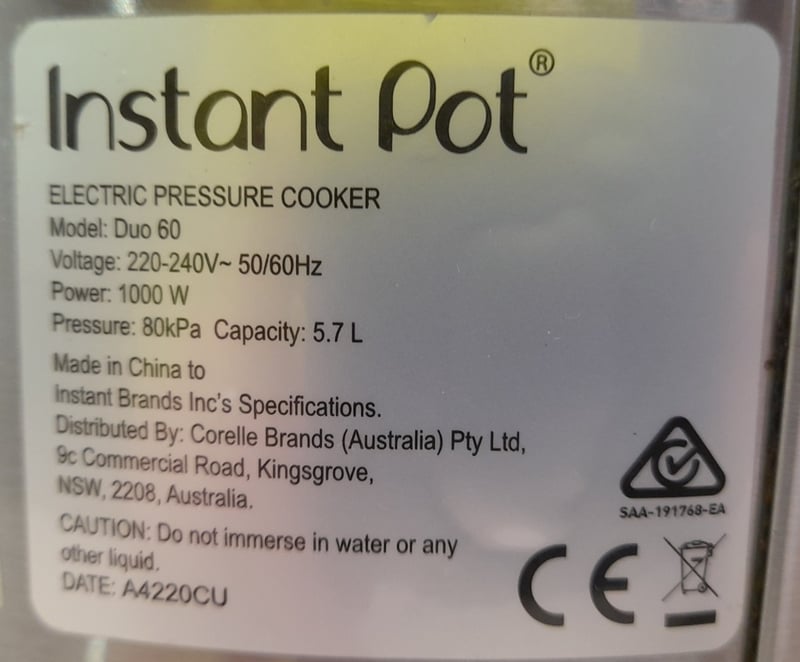 Instant Pot®
ELECTRIC PRESSURE COOKER
Model: Duo 60
Voltage: 220-240V~ 50/60Hz
Power: 1000 W
Pressure: 80kPa Capacity: 5.7 L
Made in China to
Instant Brands Inc's Specifications.
Distributed By: Corelle Brands (Australia) Pty Ltd,
9c Commercial Road, Kingsgrove,
NSW, 2208, Australia.
SAA-191768-EA
CAUTION: Do not immerse in water or any
other liquid.
DATE: A4220CU
CE